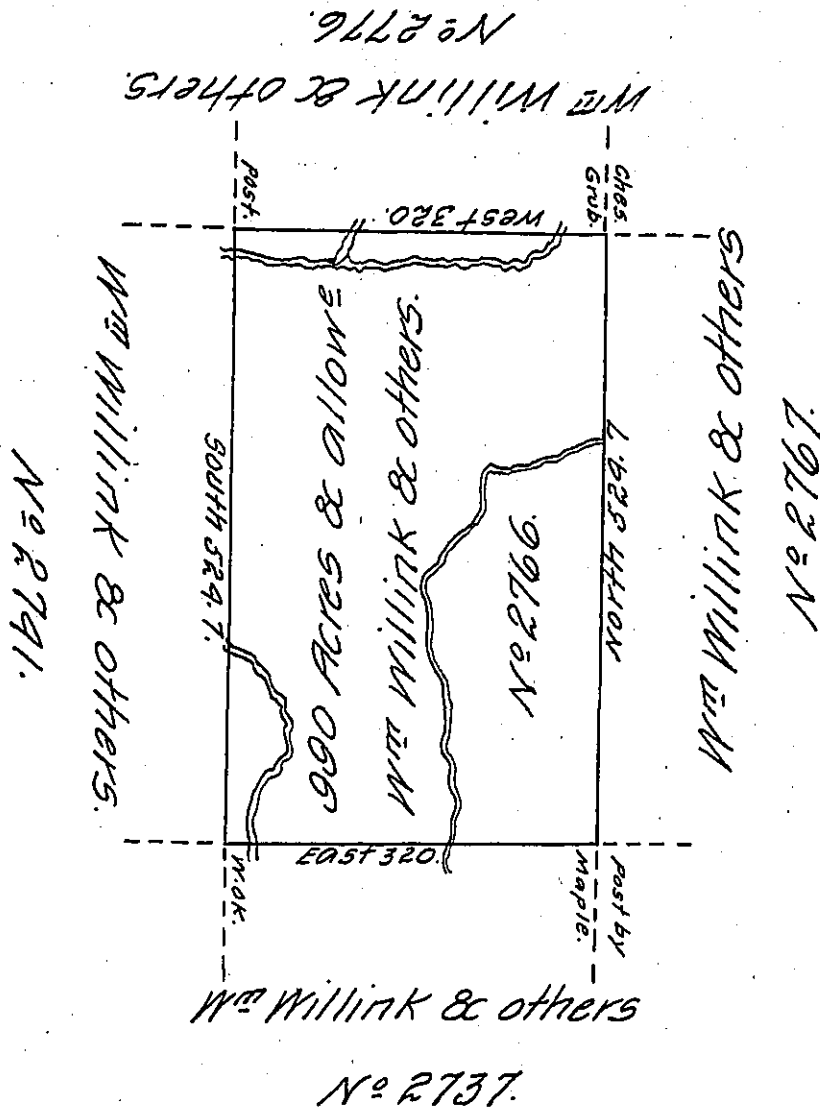 Nº 2776.
Wm Willink & others.
Post.
Ches.
Grub.
West 320.
Wm Willink & others
Nº 2767.
North 524.7
990 Acres & allowe
Wm Willink & others.
Nº 2766.
South 524.7.
Wm Willink & others.
Nº 2791.
East 320.
W.ok.
Post by
Maple.
Wm Willink & others
Nº 2737.